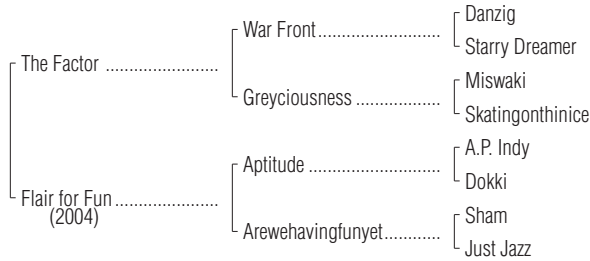 Danzig
War Front..............................
Starry Dreamer
The Factor ............................
Miswaki
Greyciousness .....................
Skatingonthinice
A.P. Indy
Aptitude .................................
Dokki
Flair for Fun..........................
(2004)
Sham
Arewehavingfunyet..............
Just Jazz